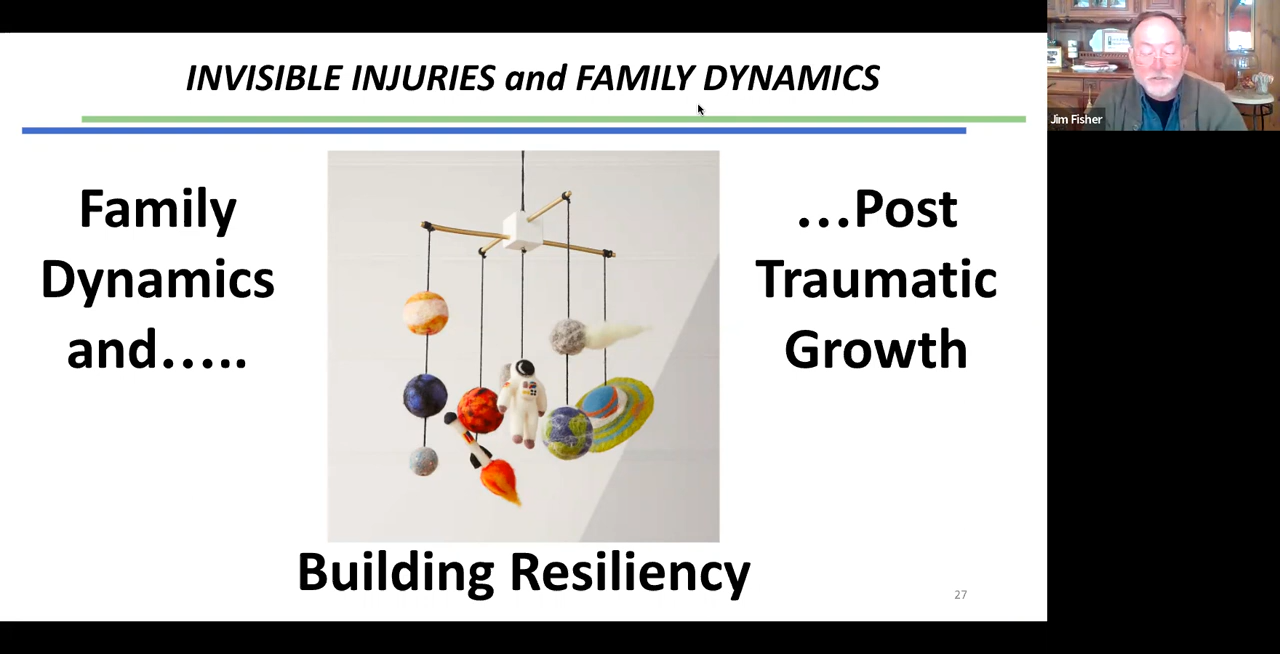 INVISIBLE INJURIES and FAMILY DYNAMICS
Family
Dynamics
and…..
…Post
Traumatic
Growth
Building Resiliency
27
Jim Fisher